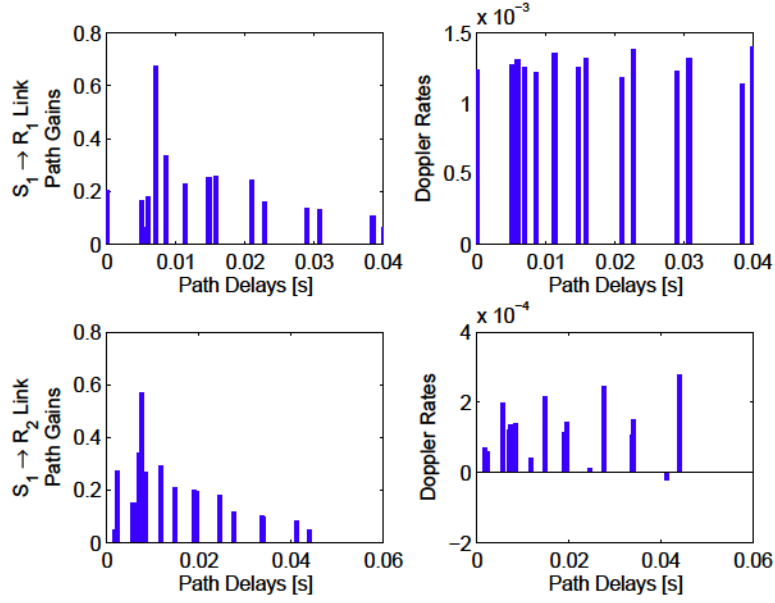 S1 → R1 Link
Path Gains
0.8
0.6
0.4
0.2
0
0 0.01 0.02 0.03 0.04
Path Delays [s]
x 10^-3
Doppler Rates
1.5
1
0.5
0
0 0.01 0.02 0.03 0.04
Path Delays [s]
S1 → R2 Link
Path Gains
0.8
0.6
0.4
0.2
0
0 0.02 0.04 0.06
Path Delays [s]
x 10^-4
Doppler Rates
4
2
0
−2
0 0.02 0.04 0.06
Path Delays [s]